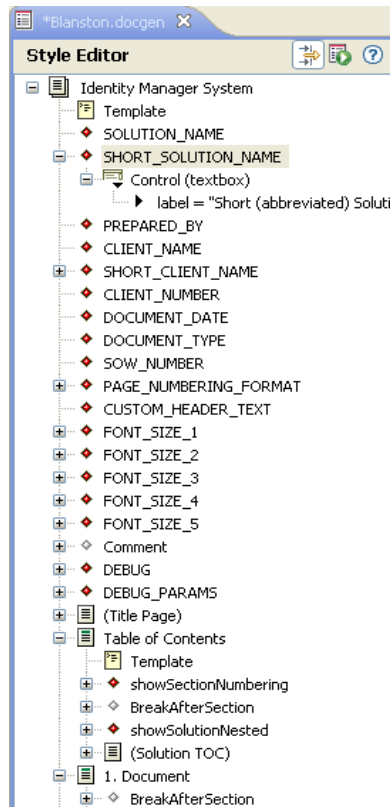 *Blanston.docgen
Style Editor
Identity Manager System
Template
SOLUTION_NAME
SHORT_SOLUTION_NAME
Control (textbox)
label = "Short (abbreviated) Soluti
PREPARED_BY
CLIENT_NAME
SHORT_CLIENT_NAME
CLIENT_NUMBER
DOCUMENT_DATE
DOCUMENT_TYPE
SOW_NUMBER
PAGE_NUMBERING_FORMAT
CUSTOM_HEADER_TEXT
FONT_SIZE_1
FONT_SIZE_2
FONT_SIZE_3
FONT_SIZE_4
FONT_SIZE_5
Comment
DEBUG
DEBUG_PARAMS
(Title Page)
Table of Contents
Template
showSectionNumbering
BreakAfterSection
showSolutionNested
(Solution TOC)
1. Document
BreakAfterSection